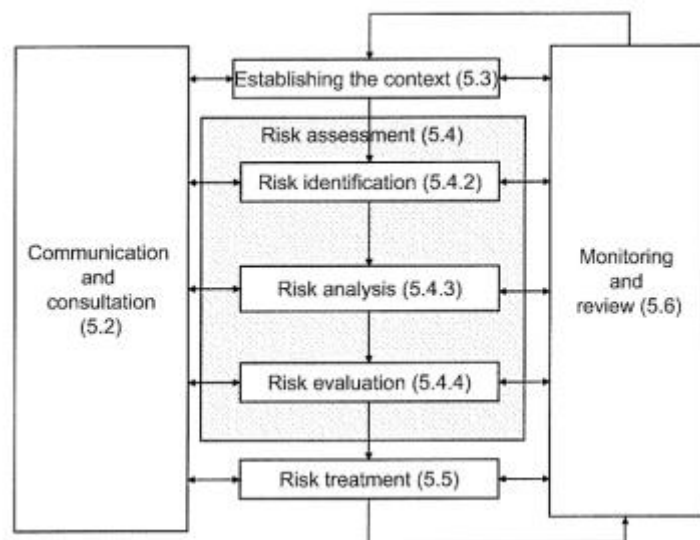 Establishing the context (5.3)
Risk assessment (5.4)
Risk identification (5.4.2)
Communication
and
consultation
(5.2)
Risk analysis (5.4.3)
Monitoring
and
review (5.6)
Risk evaluation (5.4.4)
Risk treatment (5.5)